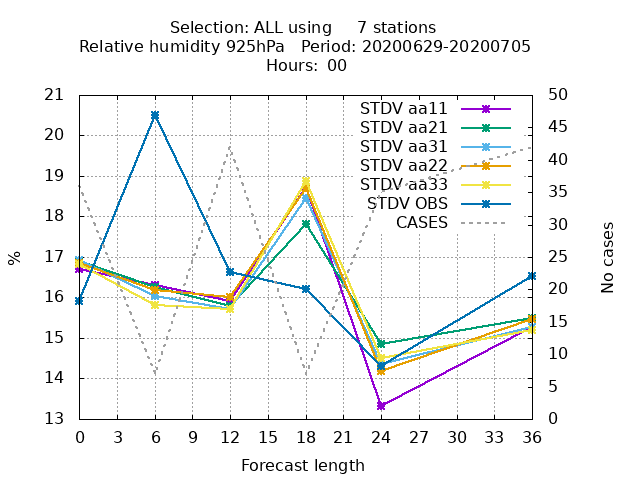 Selection: ALL using     7 stations
Relative humidity 925hPa   Period: 20200629-20200705
Hours:  00
21
20
19
18
17
16
15
14
13
%
50
45
40
35
30
25
20
15
10
5
0
No cases
STDV aa11
STDV aa21
STDV aa31
STDV aa22
STDV aa33
STDV OBS
CASES
0 3 6 9 12 15 18 21 24 27 30 33 36
Forecast length